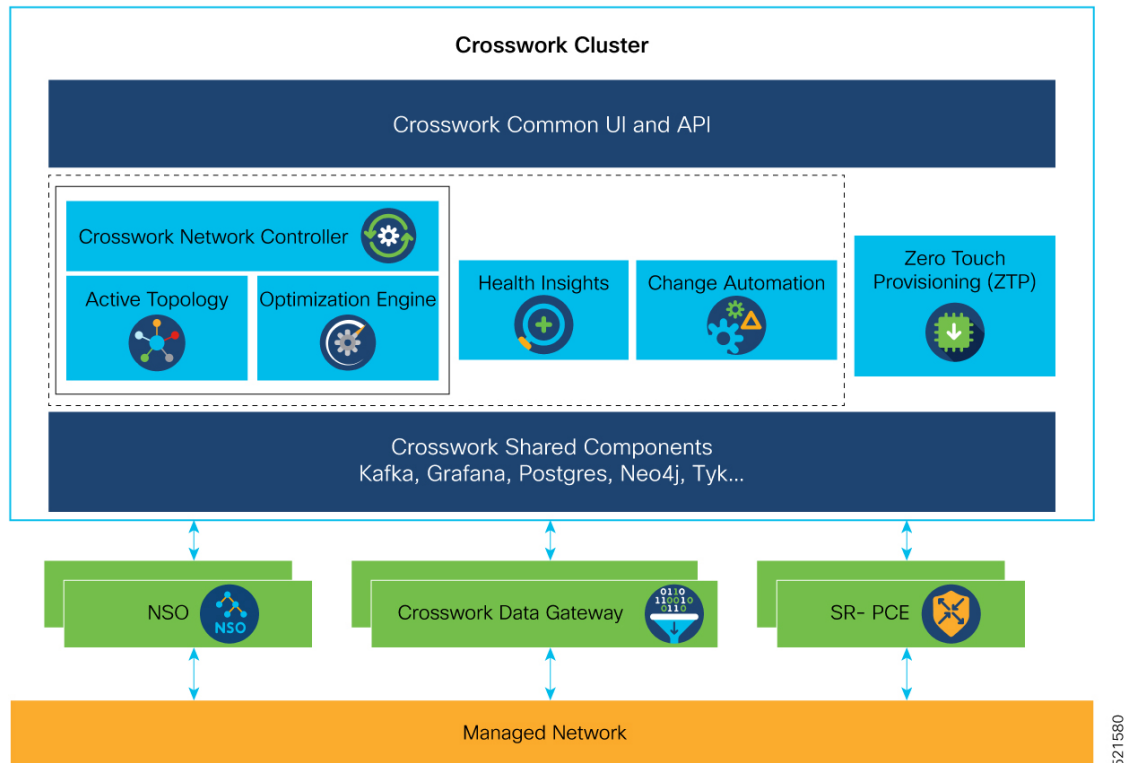 Crosswork Cluster
Crosswork Common UI and API
Crosswork Network Controller
Active Topology
Optimization Engine
Health Insights
Change Automation
Zero Touch
Provisioning (ZTP)
Crosswork Shared Components
Kafka, Grafana, Postgres, Neo4j, Tyk...
NSO
NSO
Crosswork Data Gateway
0110
110010
0110
SR- PCE
Managed Network
521580